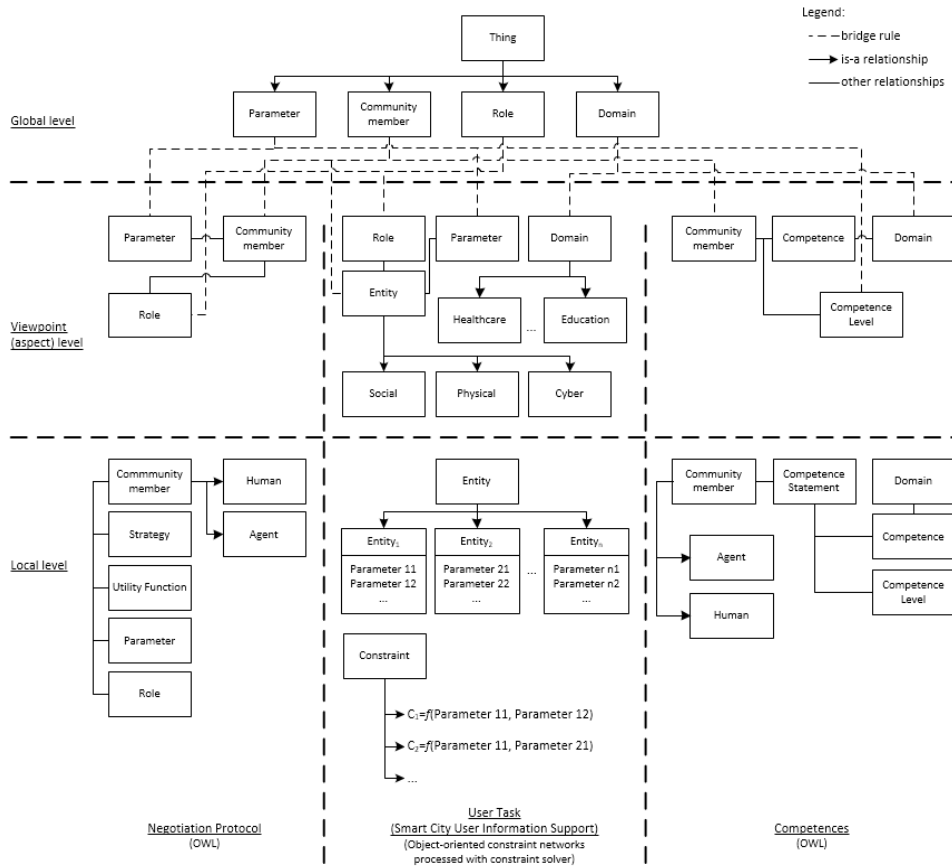 Legend:
bridge rule
is-a relationship
other relationships
Thing
Global level
Parameter
Community
member
Role
Domain
Viewpoint
(aspect) level
Parameter
Community
member
Role
Role
Parameter
Domain
Entity
Healthcare
...
Education
Social
Physical
Cyber
Community
member
Competence
Domain
Competence
Level
Local level
Commmunity
member
Human
Strategy
Agent
Utility Function
Parameter
Role
Entity
Entity₁
Parameter 11
Parameter 12
...
Entity₂
Parameter 21
Parameter 22
...
...
Entityₙ
Parameter n1
Parameter n2
...
Constraint
C₁=f(Parameter 11, Parameter 12)
C₂=f(Parameter 11, Parameter 21)
...
Community
member
Competence
Statement
Domain
Agent
Competence
Human
Competence
Level
Negotiation Protocol
(OWL)
User Task
(Smart City User Information Support)
(Object-oriented constraint networks
processed with constraint solver)
Competences
(OWL)